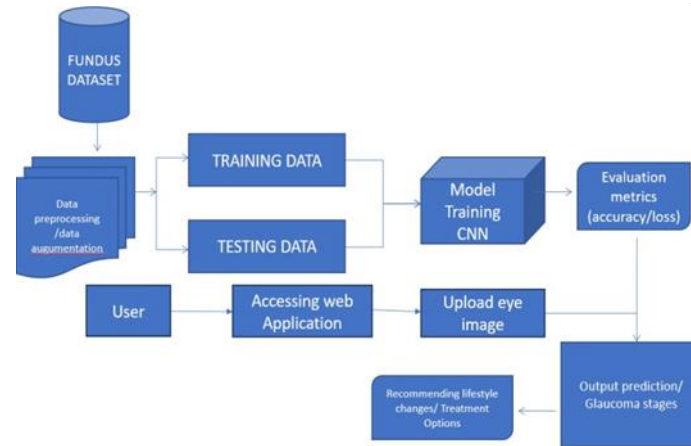 FUNDUS
DATASET
Data
preprocessing
/data
augumentation
TRAINING DATA
TESTING DATA
Model
Training
CNN
Evaluation
metrics
(accuracy/loss)
User
Accessing web
Application
Upload eye
image
Output prediction/
Glaucoma stages
Recommending lifestyle
changes/ Treatment
Options